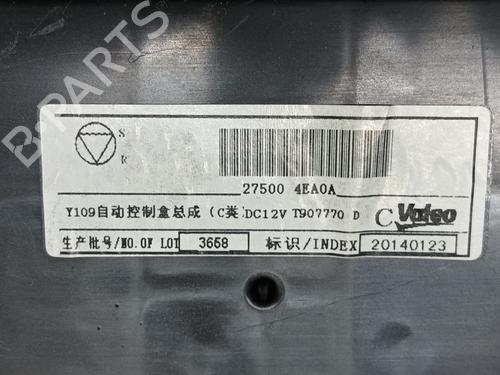 S
R
27500 4EA0A
Y109自动控制盒总成(C类)DC12V T907770 D
C Valeo
生产批号/NO.OF LOT 3658 标识/INDEX 20140123
B-PARTS